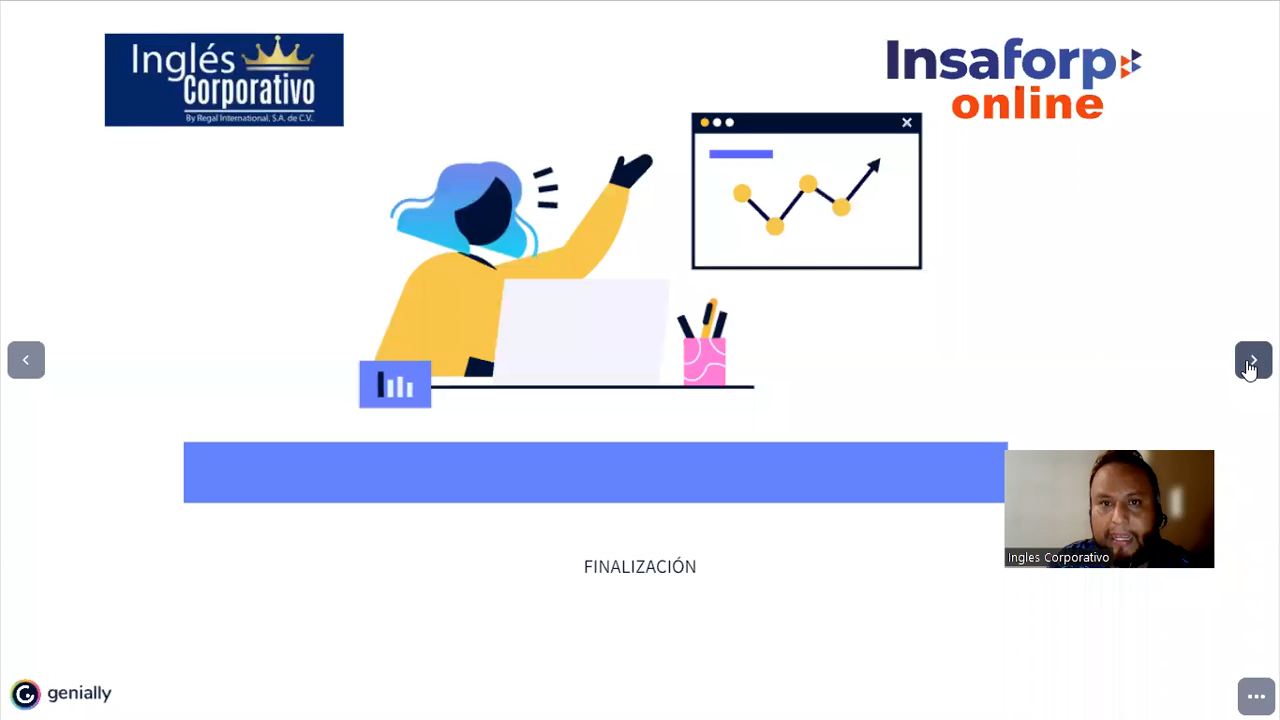 Inglés
Corporativo
By Regal International, S.A. de C.V.
Insaforp
online
FINALIZACIÓN
Ingles Corporativo
genially